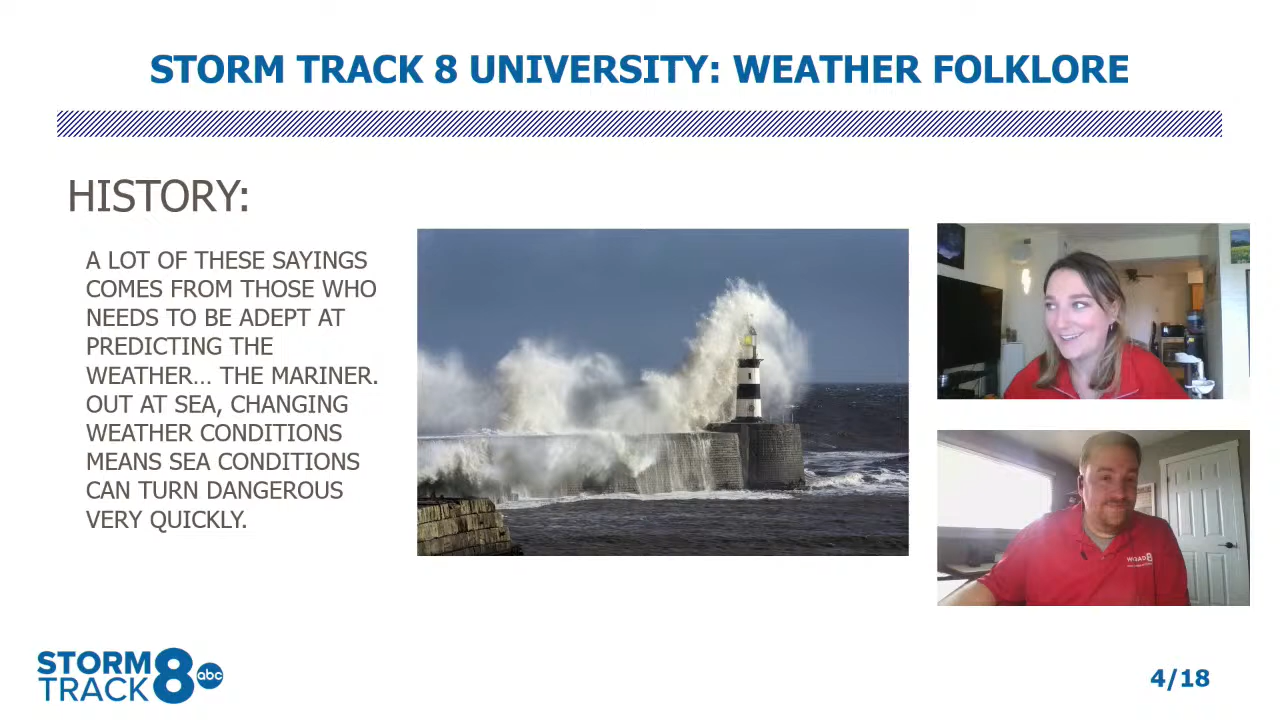 STORM TRACK 8 UNIVERSITY: WEATHER FOLKLORE
HISTORY:
A LOT OF THESE SAYINGS
COMES FROM THOSE WHO
NEEDS TO BE ADEPT AT
PREDICTING THE
WEATHER... THE MARINER.
OUT AT SEA, CHANGING
WEATHER CONDITIONS
MEANS SEA CONDITIONS
CAN TURN DANGEROUS
VERY QUICKLY.
WQAD8
STORM
TRACK 8 abc
4/18